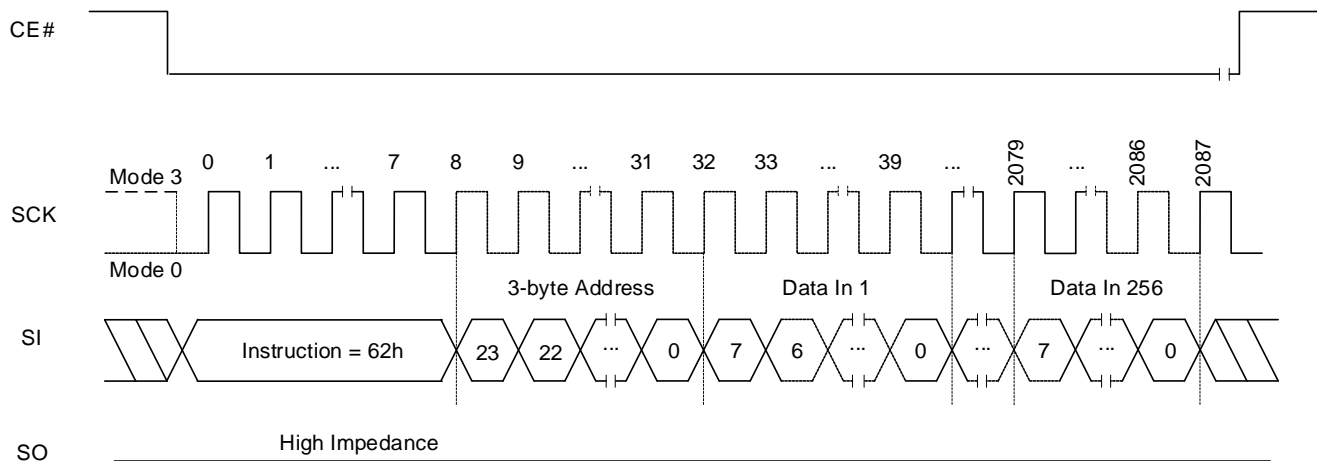 CE#
0 1 ... 7 8 9 ... 31 32 33 ... 39 ... 2079 ... 2086 2087
Mode 3
SCK
Mode 0
3-byte Address Data In 1 Data In 256
SI
Instruction = 62h 23 22 ... 0 7 6 ... 0 ... 7 ... 0
High Impedance
SO